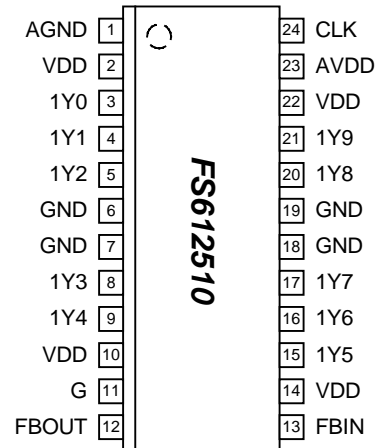 AGND 1 24 CLK
VDD 2 23 AVDD
1Y0 3 22 VDD
1Y1 4 21 1Y9
1Y2 5 20 1Y8
GND 6 19 GND
GND 7 18 GND
1Y3 8 17 1Y7
1Y4 9 16 1Y6
VDD 10 15 1Y5
G 11 14 VDD
FBOUT 12 13 FBIN
FS612510